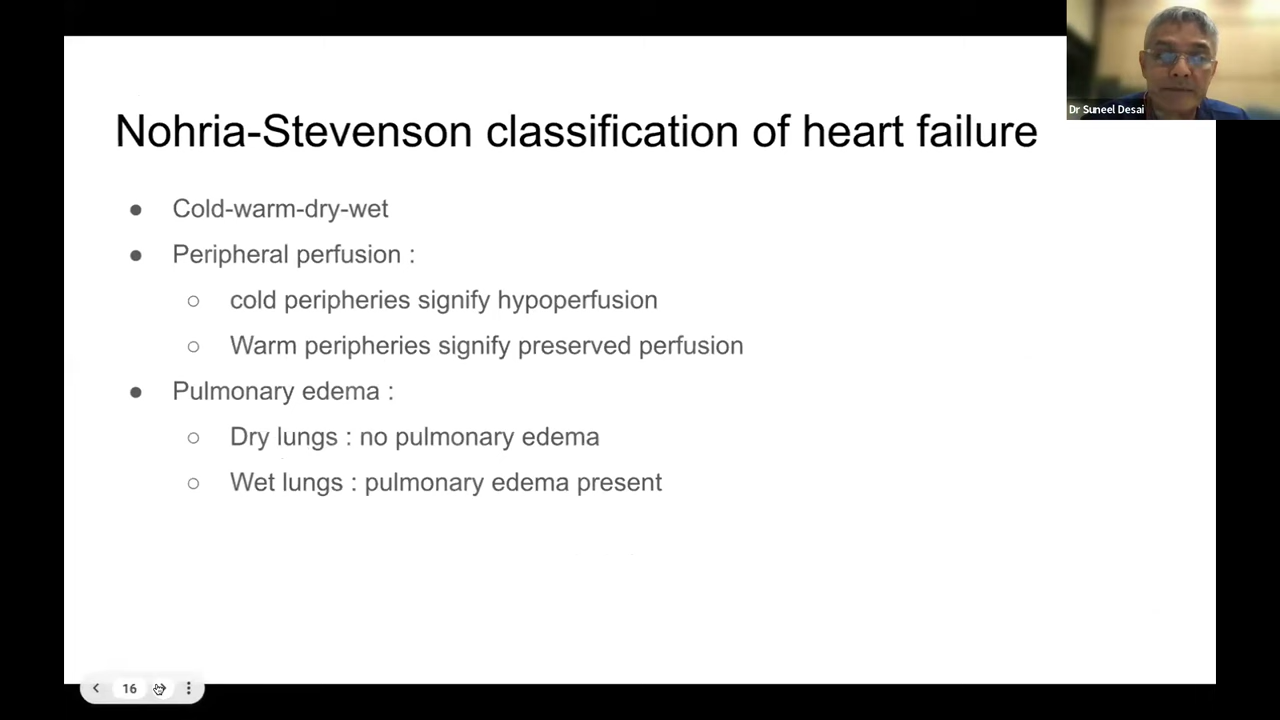 Dr Suneel Desai
Nohria-Stevenson classification of heart failure
● Cold-warm-dry-wet
● Peripheral perfusion :
○ cold peripheries signify hypoperfusion
○ Warm peripheries signify preserved perfusion
● Pulmonary edema :
○ Dry lungs : no pulmonary edema
○ Wet lungs : pulmonary edema present
16